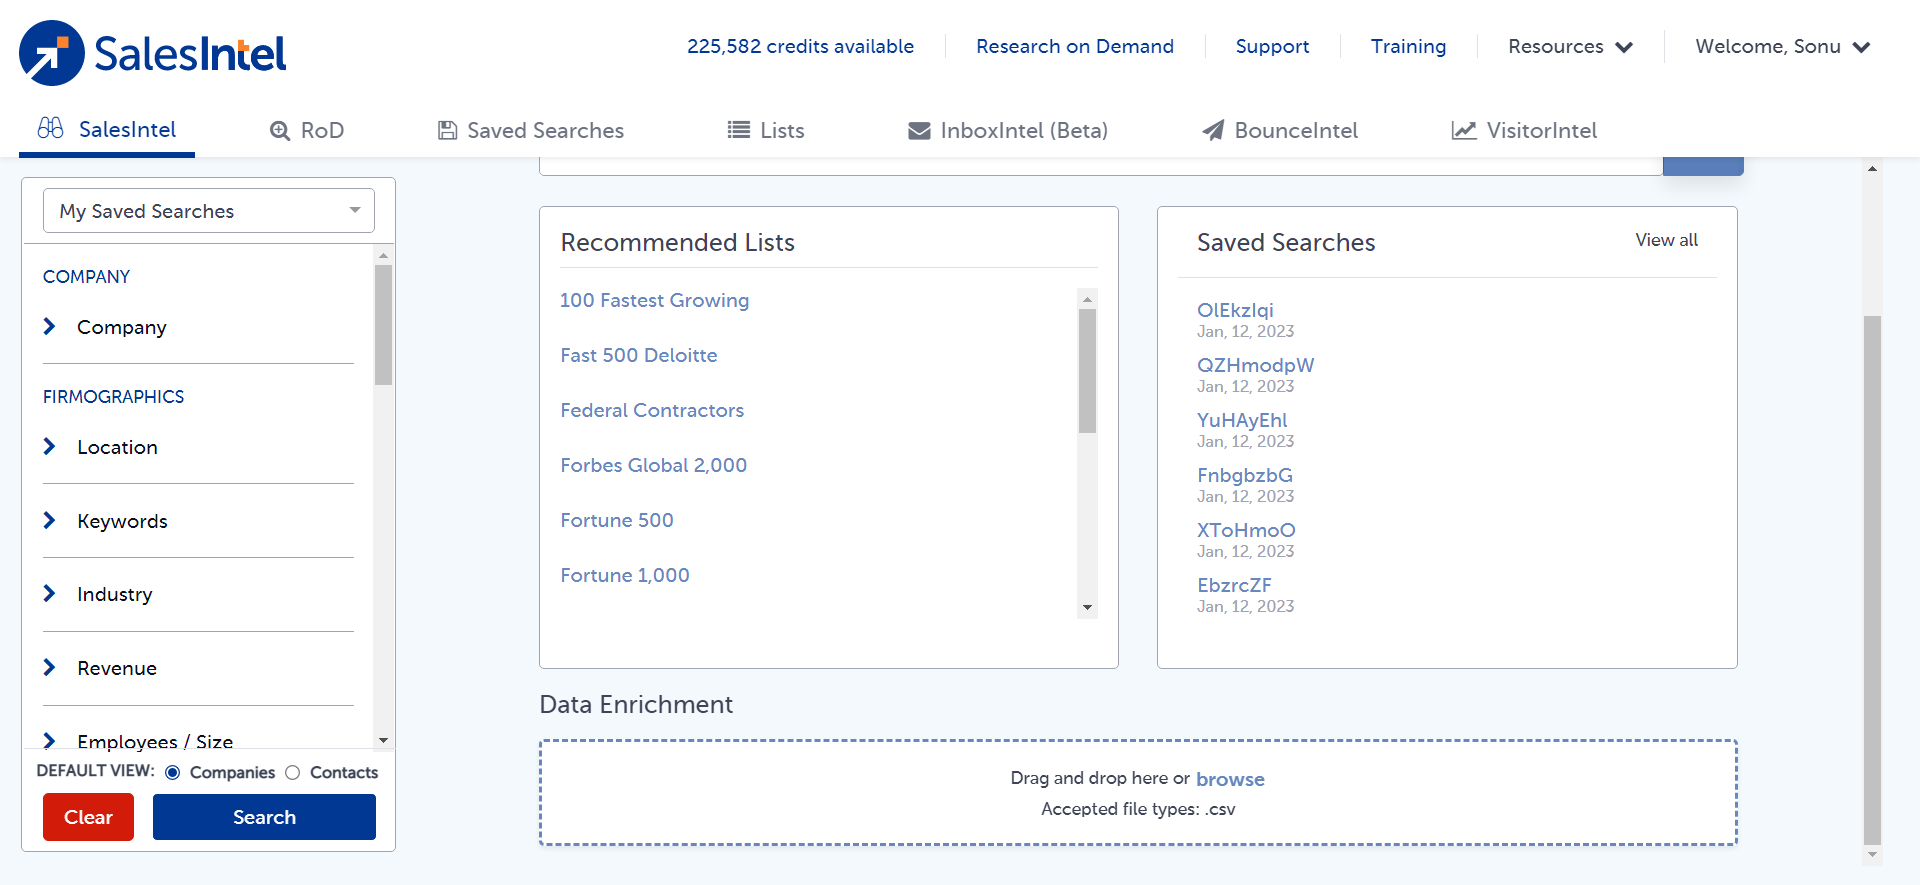 SalesIntel
225,582 credits available
Research on Demand
Support
Training
Resources
Welcome, Sonu
SalesIntel
RoD
Saved Searches
Lists
InboxIntel (Beta)
BounceIntel
VisitorIntel
My Saved Searches
COMPANY
Company
FIRMOGRAPHICS
Location
Keywords
Industry
Revenue
Employees / Size
DEFAULT VIEW: Companies Contacts
Clear
Search
Recommended Lists
100 Fastest Growing
Fast 500 Deloitte
Federal Contractors
Forbes Global 2,000
Fortune 500
Fortune 1,000
Saved Searches
View all
OlEkzIqi
Jan, 12, 2023
QZHmodpW
Jan, 12, 2023
YuHAyEhl
Jan, 12, 2023
FnbgbzbG
Jan, 12, 2023
XToHmoO
Jan, 12, 2023
EbzrcZF
Jan, 12, 2023
Data Enrichment
Drag and drop here or browse
Accepted file types: .csv